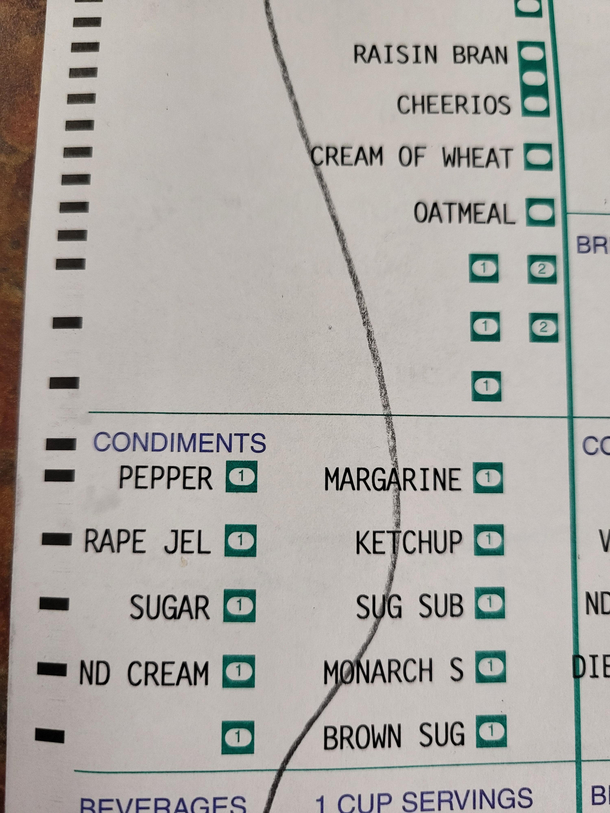 RAISIN BRAN
CHEERIOS
CREAM OF WHEAT
OATMEAL
BR
1 2
1 2
1
CONDIMENTS CO
PEPPER 1 MARGARINE 1
RAPE JEL 1 KETCHUP 1 V
SUGAR 1 SUG SUB 1 ND
ND CREAM 1 MONARCH S 1 DIE
1 BROWN SUG 1
BEVERAGES 1 CUP SERVINGS BE